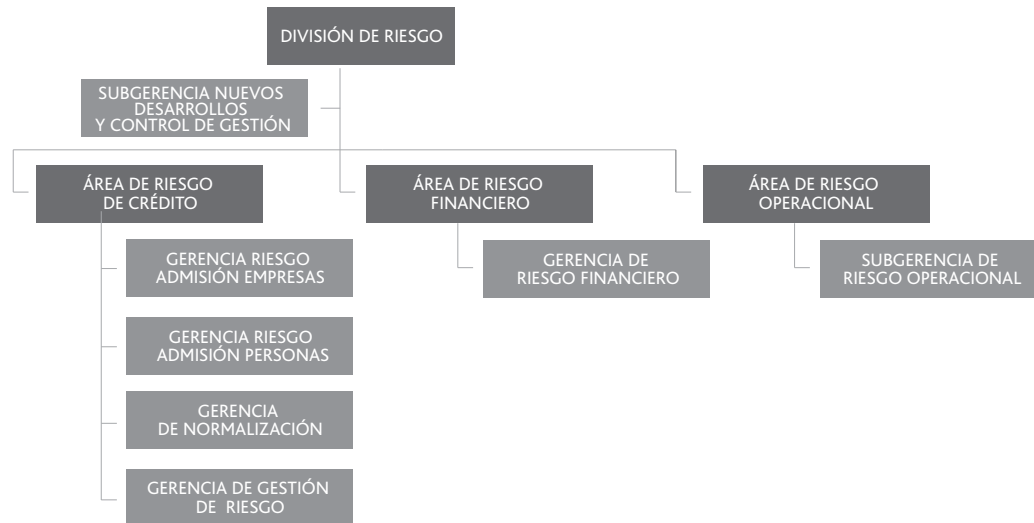 DIVISIÓN DE RIESGO
SUBGERENCIA NUEVOS
DESARROLLOS
Y CONTROL DE GESTIÓN
ÁREA DE RIESGO
DE CRÉDITO
ÁREA DE RIESGO
FINANCIERO
ÁREA DE RIESGO
OPERACIONAL
GERENCIA RIESGO
ADMISIÓN EMPRESAS
GERENCIA DE
RIESGO FINANCIERO
SUBGERENCIA DE
RIESGO OPERACIONAL
GERENCIA RIESGO
ADMISIÓN PERSONAS
GERENCIA
DE NORMALIZACIÓN
GERENCIA DE GESTIÓN
DE RIESGO